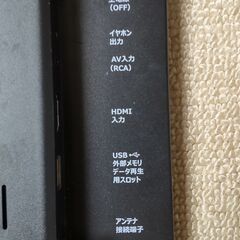 (OFF)
イヤホン
出力
AV入力
(RCA)
HDMI
入力
USB
外部メモリ
データ再生
用スロット
アンテナ
接続端子